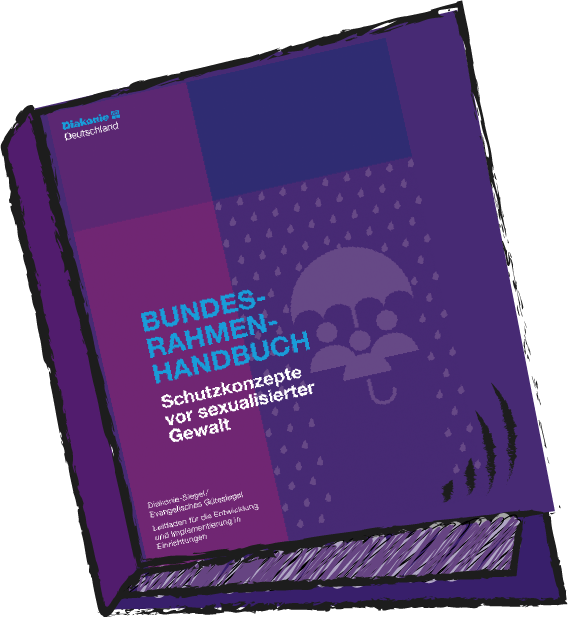 Diakonie
Deutschland
BUNDES-
RAHMEN-
HANDBUCH
Schutzkonzepte
vor sexualisierter
Gewalt
Diakonie-Siegel/
Evangelisches Gütesiegel
Leitfaden für die Entwicklung
und Implementierung in
Einrichtungen